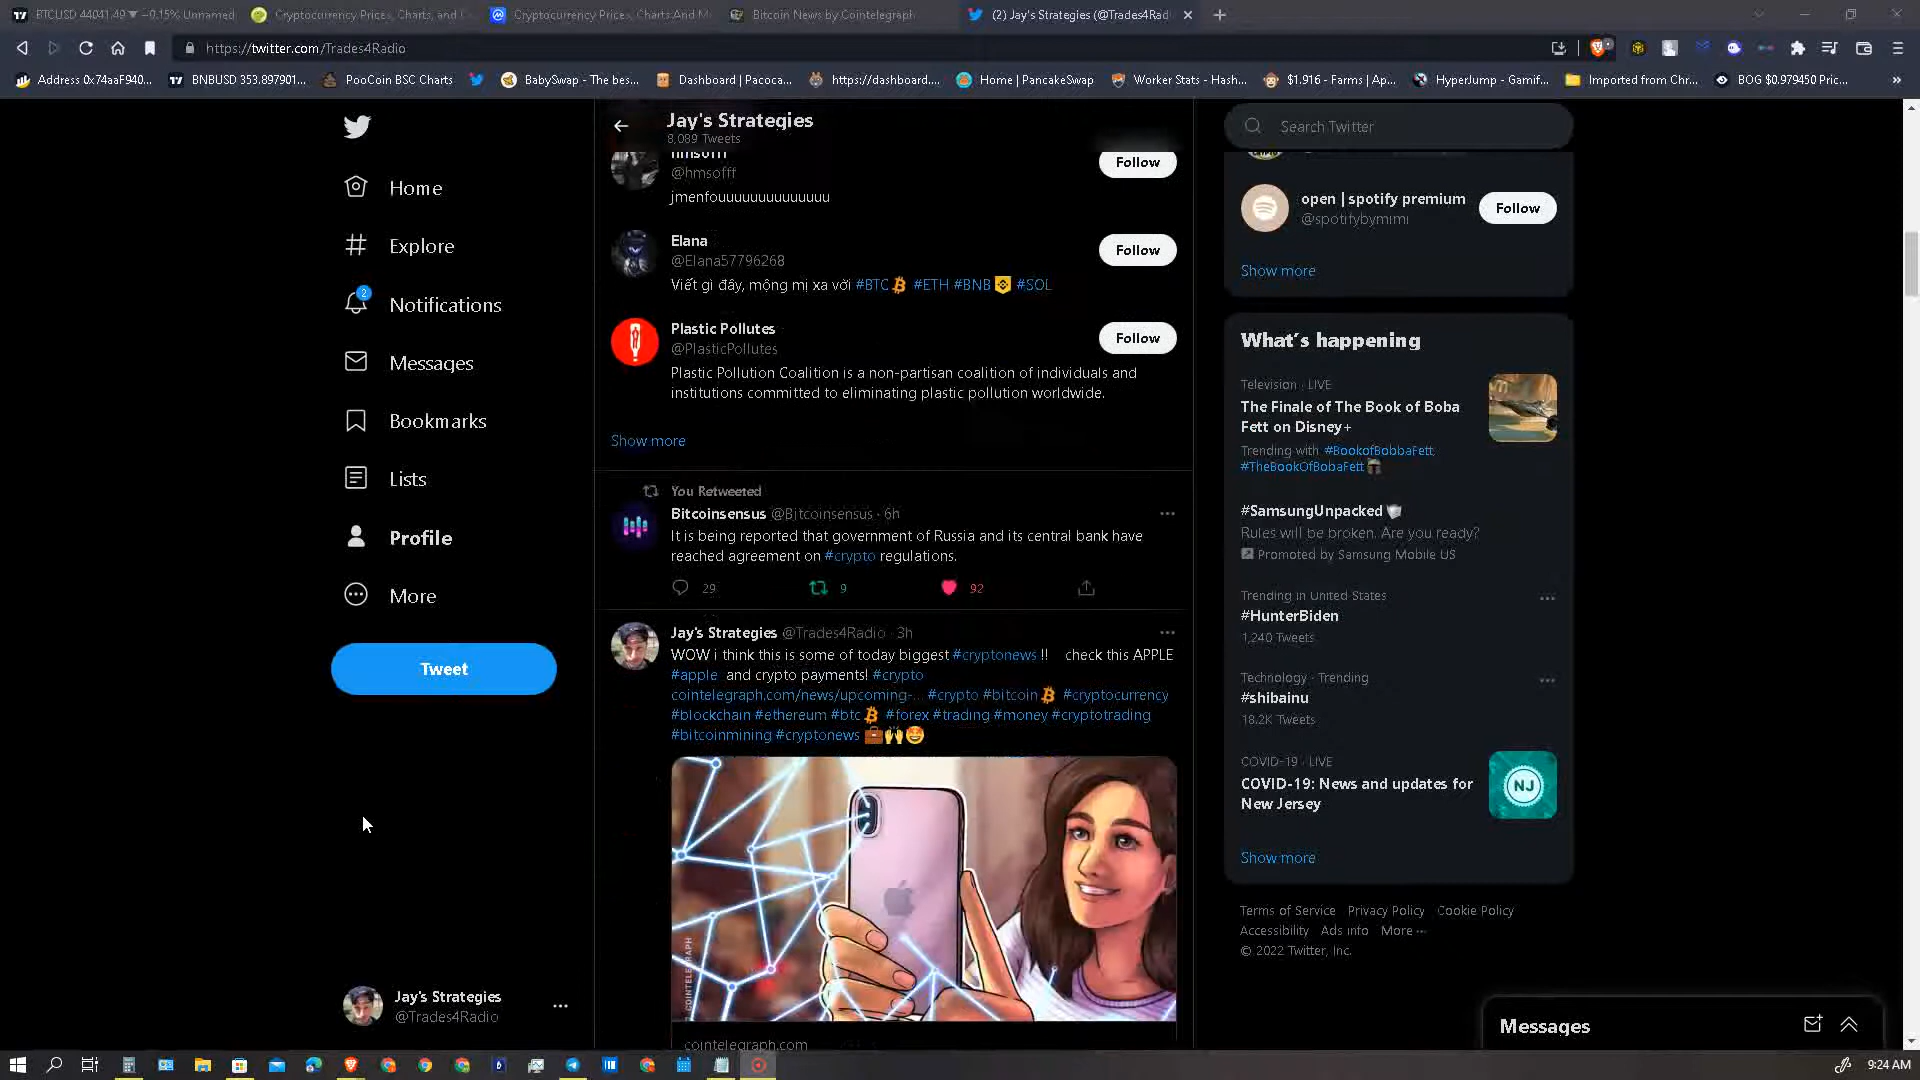 BTCUSD 44041.49 ▼ −0.15% Unnamed
Cryptocurrency Prices, Charts, and C
Cryptocurrency Prices, Charts And M
Bitcoin News by Cointelegraph
(2) Jay's Strategies (@Trades4Rad
https://twitter.com/Trades4Radio
Address 0x74aaF940...
BNBUSD 353.897901...
PooCoin BSC Charts
BabySwap - The bes...
Dashboard | Pacoca...
https://dashboard....
Home | PancakeSwap
Worker Stats - Hash...
$1.916 - Farms | Ap...
HyperJump - Gamif...
Imported from Chr...
BOG $0.979450 Pric...
Home
Explore
2
Notifications
Messages
Bookmarks
Lists
Profile
More
Tweet
Jay's Strategies
@Trades4Radio
Jay's Strategies
8,089 Tweets
hmsofff
@hmsofff
Follow
jmenfouuuuuuuuuuuuuu
Elana
@Elana57796268
Follow
Viết gì đây, mộng mị xa vời #BTC #ETH #BNB #SOL
Plastic Pollutes
@PlasticPollutes
Follow
Plastic Pollution Coalition is a non-partisan coalition of individuals and
institutions committed to eliminating plastic pollution worldwide.
Show more
You Retweeted
Bitcoinsensus @Bitcoinsensus · 6h
It is being reported that government of Russia and its central bank have
reached agreement on #crypto regulations.
29 9 92
Jay's Strategies @Trades4Radio · 3h
WOW i think this is some of today biggest #cryptonews !! check this APPLE
#apple and crypto payments! #crypto
cointelegraph.com/news/upcoming-... #crypto #bitcoin #cryptocurrency
#blockchain #ethereum #btc #forex #trading #money #cryptotrading
#bitcoinmining #cryptonews 💼🙌🤩
COINTELEGRAPH
cointelegraph.com
Search Twitter
open | spotify premium
@spotifybymimi
Follow
Show more
What's happening
Television · LIVE
The Finale of The Book of Boba
Fett on Disney+
Trending with #BookofBobbaFett,
#TheBookOfBobaFett
#SamsungUnpacked
Rules will be broken. Are you ready?
Promoted by Samsung Mobile US
Trending in United States
#HunterBiden
1,240 Tweets
Technology · Trending
#shibainu
18.2K Tweets
COVID-19 · LIVE
COVID-19: News and updates for
New Jersey
NJ
Show more
Terms of Service Privacy Policy Cookie Policy
Accessibility Ads info More ···
© 2022 Twitter, Inc.
Messages
9:24 AM